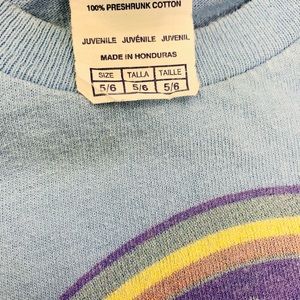 100% PRESHRUNK COTTON
JUVENILE JUVÉNILE JUVENIL
MADE IN HONDURAS
SIZE TALLA TAILLE
5/6 5/6 5/6